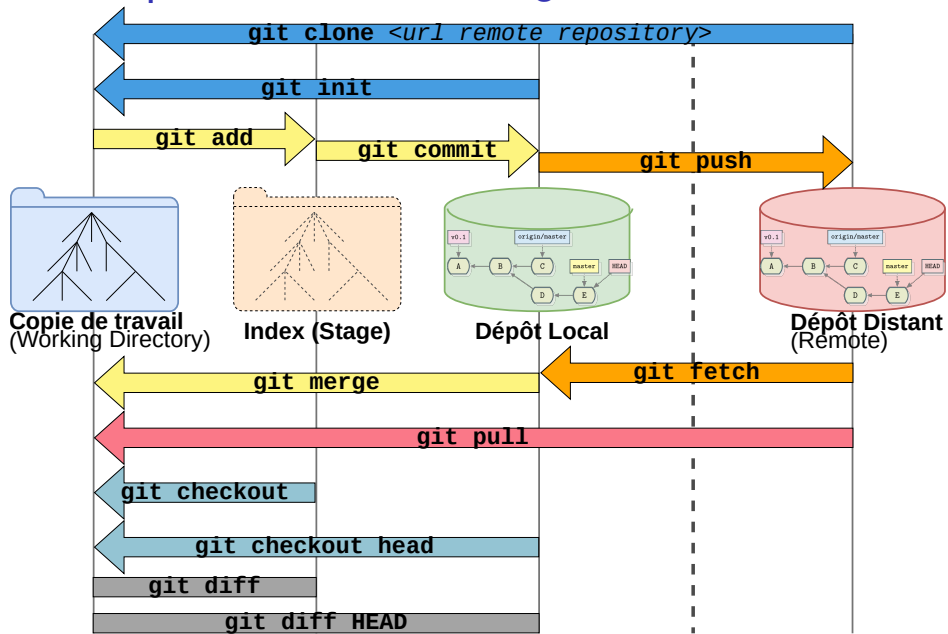 git clone <url remote repository>
git init
git add
git commit
git push
v0.1
origin/master
A
B
C
master
HEAD
D
E
v0.1
origin/master
A
B
C
master
HEAD
D
E
Copie de travail
(Working Directory)
Index (Stage)
Dépôt Local
Dépôt Distant
(Remote)
git fetch
git merge
git pull
git checkout
git checkout head
git diff
git diff HEAD